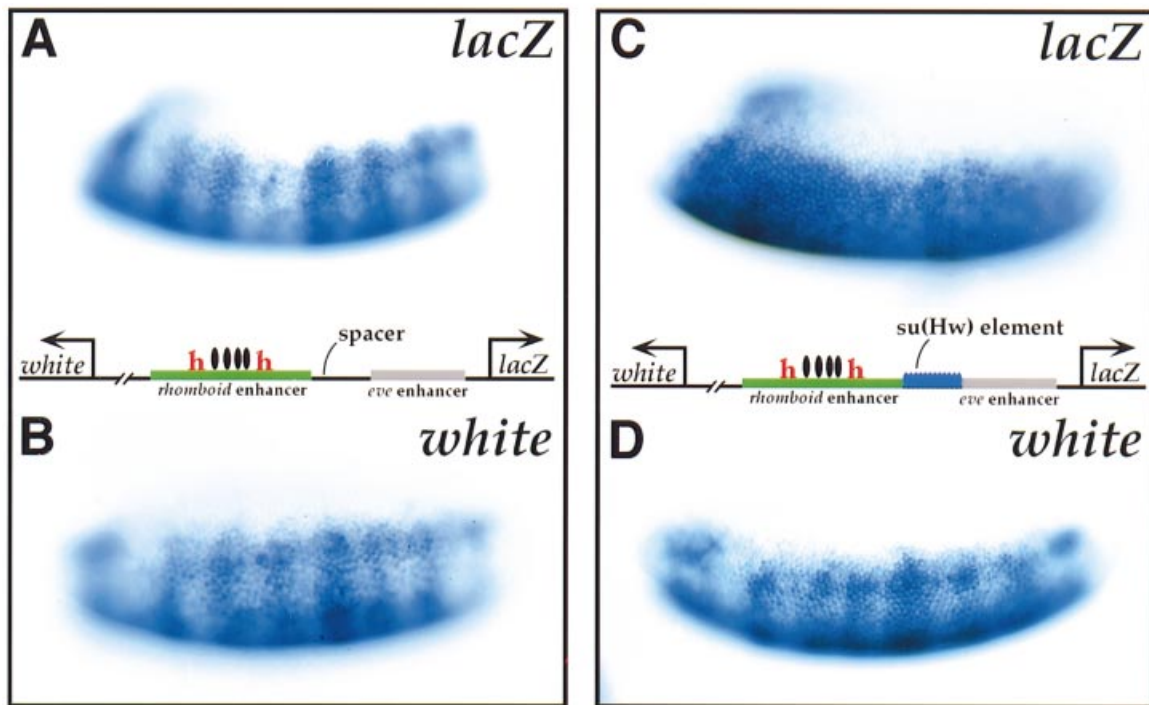 A
lacZ
white
h h
rhomboid enhancer
spacer
eve enhancer
lacZ
B
white
C
lacZ
white
h h
rhomboid enhancer
su(Hw) element
eve enhancer
lacZ
D
white